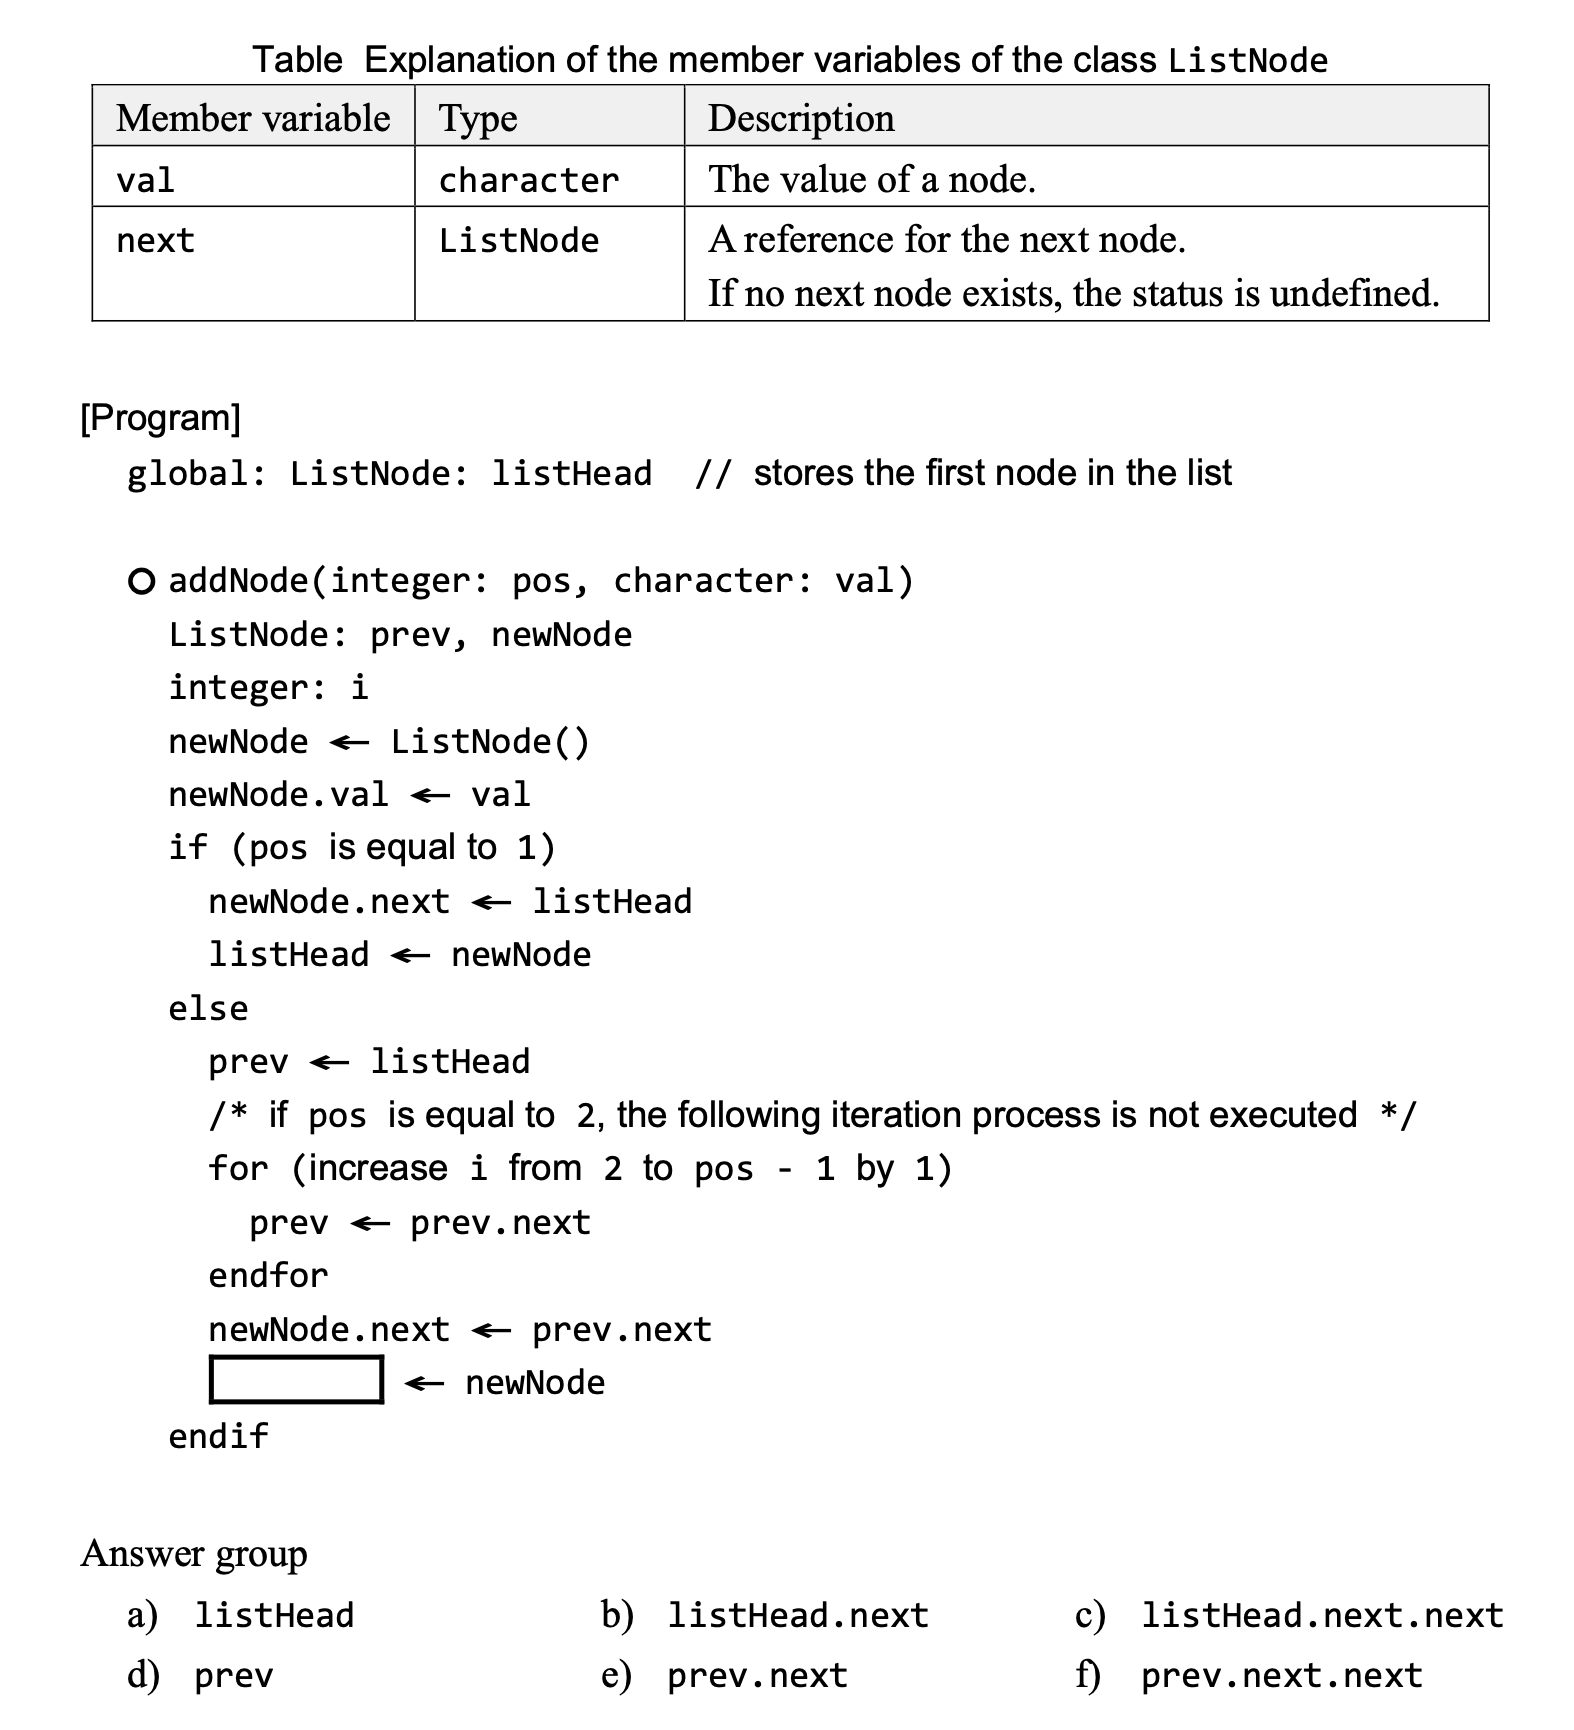 Table  Explanation of the member variables of the class ListNode
Member variable Type Description
val character The value of a node.
next ListNode A reference for the next node.
If no next node exists, the status is undefined.
[Program]
global: ListNode: listHead  // stores the first node in the list
○ addNode(integer: pos, character: val)
ListNode: prev, newNode
integer: i
newNode ← ListNode()
newNode.val ← val
if (pos is equal to 1)
newNode.next ← listHead
listHead ← newNode
else
prev ← listHead
/* if pos is equal to 2, the following iteration process is not executed */
for (increase i from 2 to pos - 1 by 1)
prev ← prev.next
endfor
newNode.next ← prev.next
← newNode
endif
Answer group
a) listHead b) listHead.next c) listHead.next.next
d) prev e) prev.next f) prev.next.next